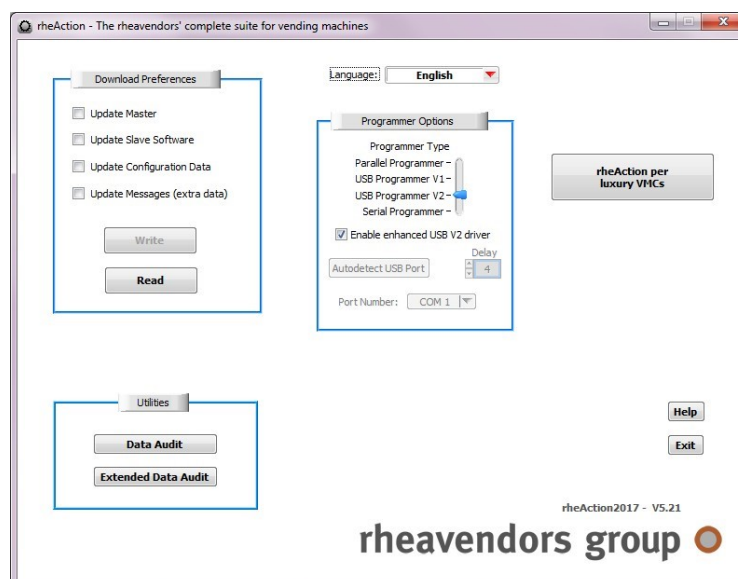 rheAction - The rheavendors' complete suite for vending machines
Download Preferences
Update Master
Update Slave Software
Update Configuration Data
Update Messages (extra data)
Write
Read
Language:
English
Programmer Options
Programmer Type
Parallel Programmer
USB Programmer V1
USB Programmer V2
Serial Programmer
Enable enhanced USB V2 driver
Delay
Autodetect USB Port
4
Port Number:
COM 1
rheAction per
luxury VMCs
Utilities
Data Audit
Extended Data Audit
Help
Exit
rheAction2017 - V5.21
rheavendors group